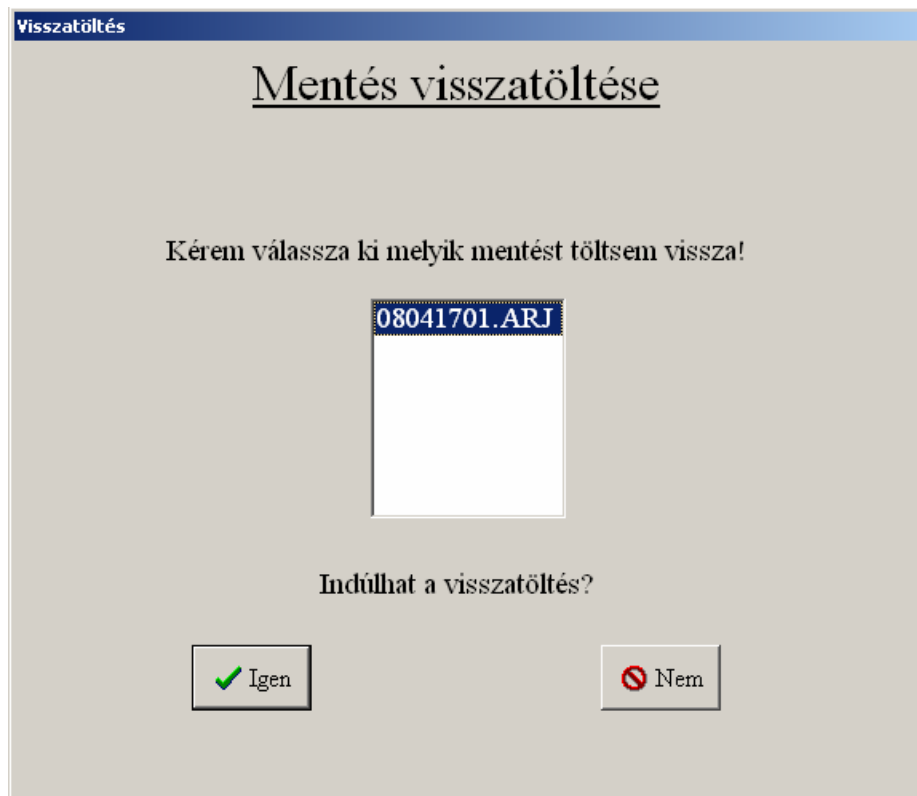 Visszatöltés
Mentés visszatöltése
Kérem válassza ki melyik mentést töltsem vissza!
08041701.ARJ
Indúlhat a visszatöltés?
Igen
Nem